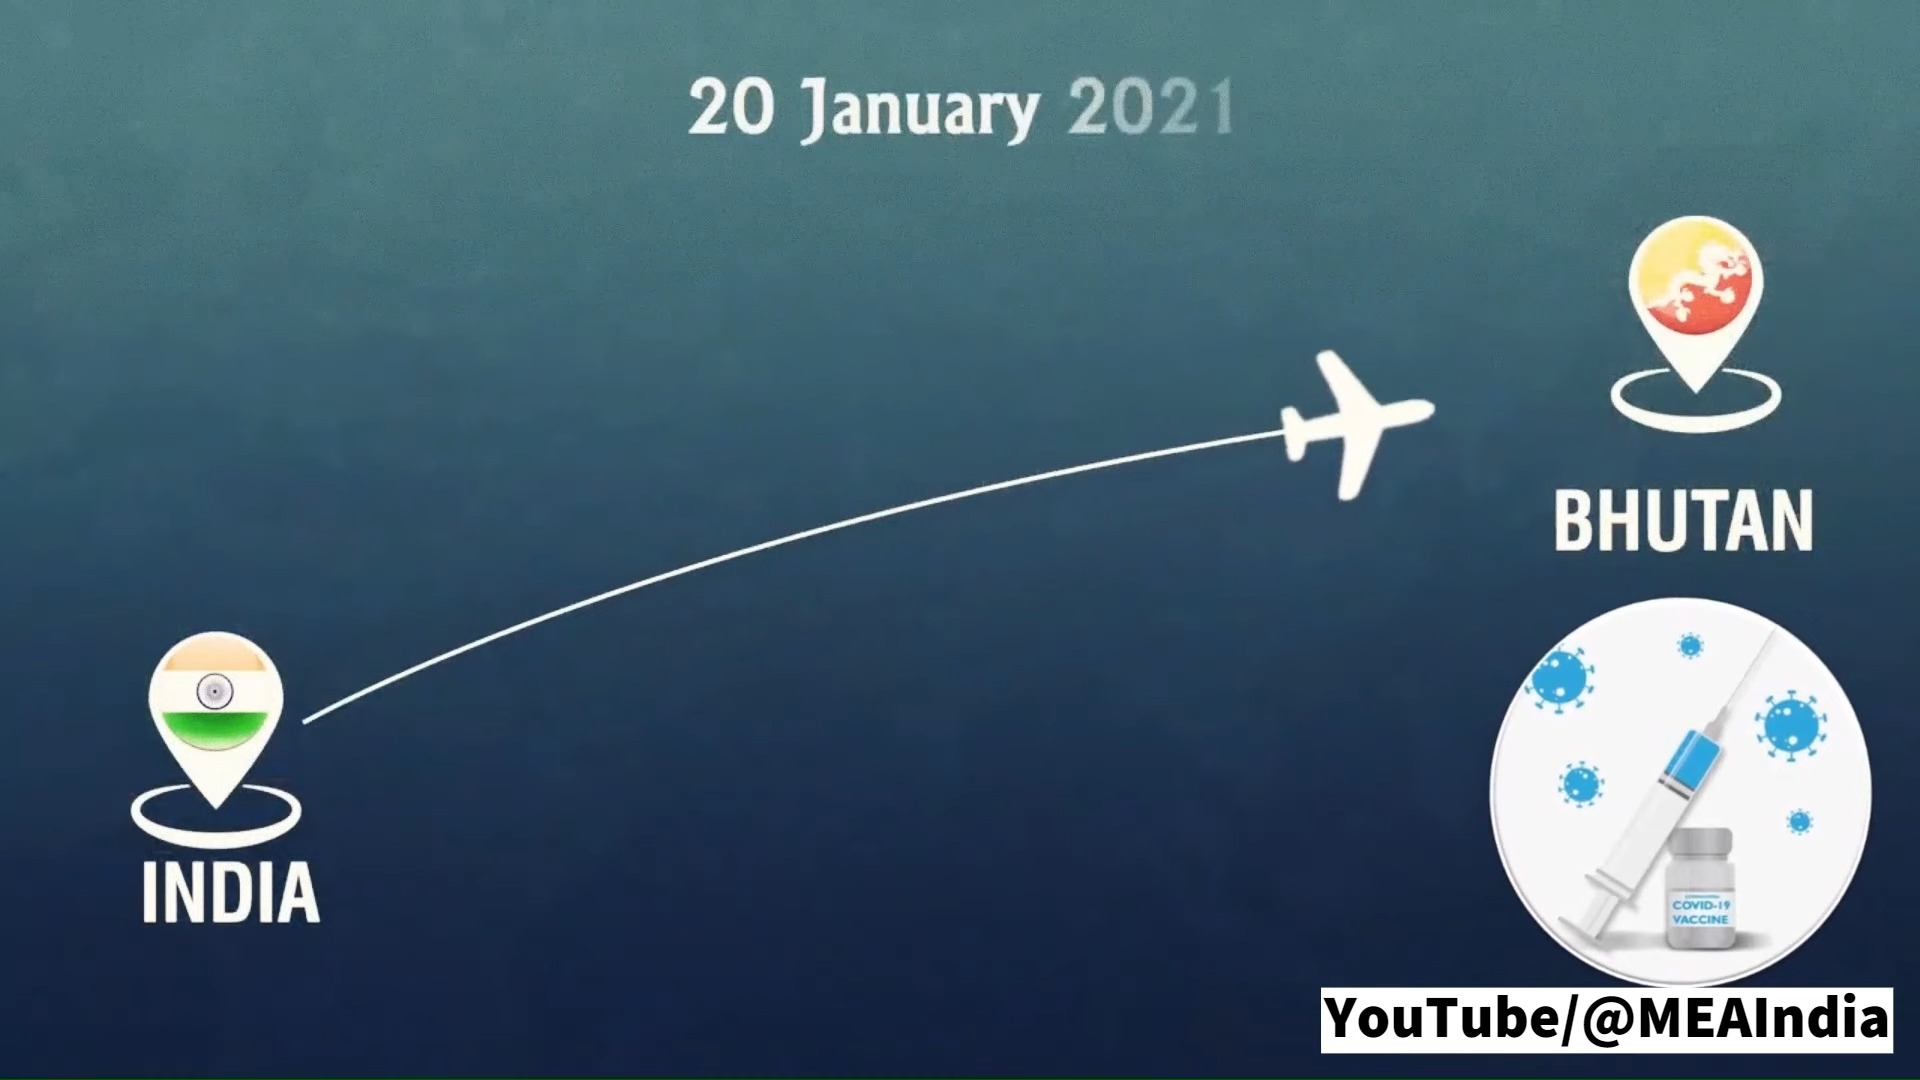 20 January 2021
BHUTAN
INDIA
COVID-19
VACCINE
YouTube/@MEAIndia